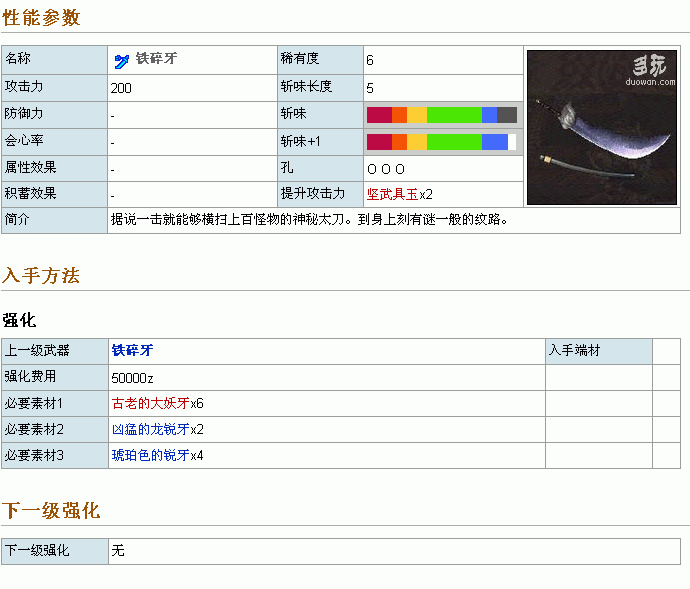 性能参数
名称 铁碎牙 稀有度 6
攻击力 200 斩味长度 5
防御力 - 斩味
会心率 - 斩味+1
属性效果 - 孔 ○○○
积蓄效果 - 提升攻击力 坚武具玉x2
简介 据说一击就能够横扫上百怪物的神秘太刀。到身上刻有谜一般的纹路。
多玩
duowan.com
入手方法
强化
上一级武器 铁碎牙 入手端材
强化费用 50000z
必要素材1 古老的大妖牙x6
必要素材2 凶猛的龙锐牙x2
必要素材3 琥珀色的锐牙x4
下一级强化
下一级强化 无